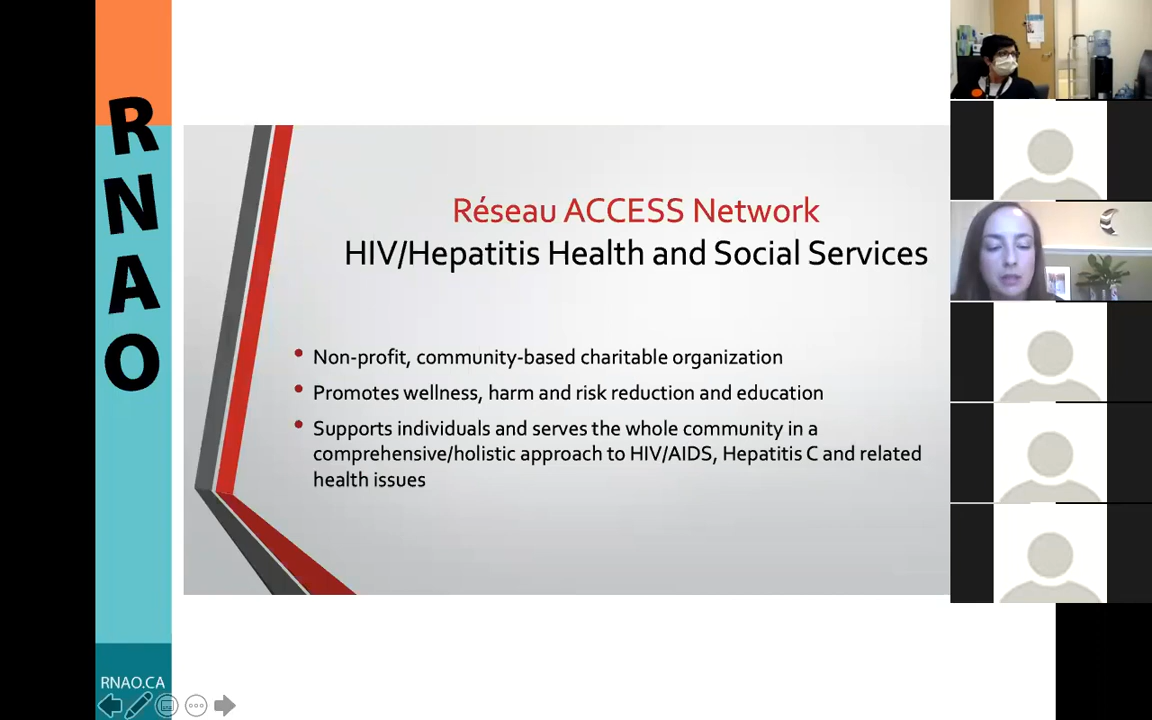 RNAO
Réseau ACCESS Network
HIV/Hepatitis Health and Social Services
• Non-profit, community-based charitable organization
• Promotes wellness, harm and risk reduction and education
• Supports individuals and serves the whole community in a
comprehensive/holistic approach to HIV/AIDS, Hepatitis C and related
health issues
RNAO.CA